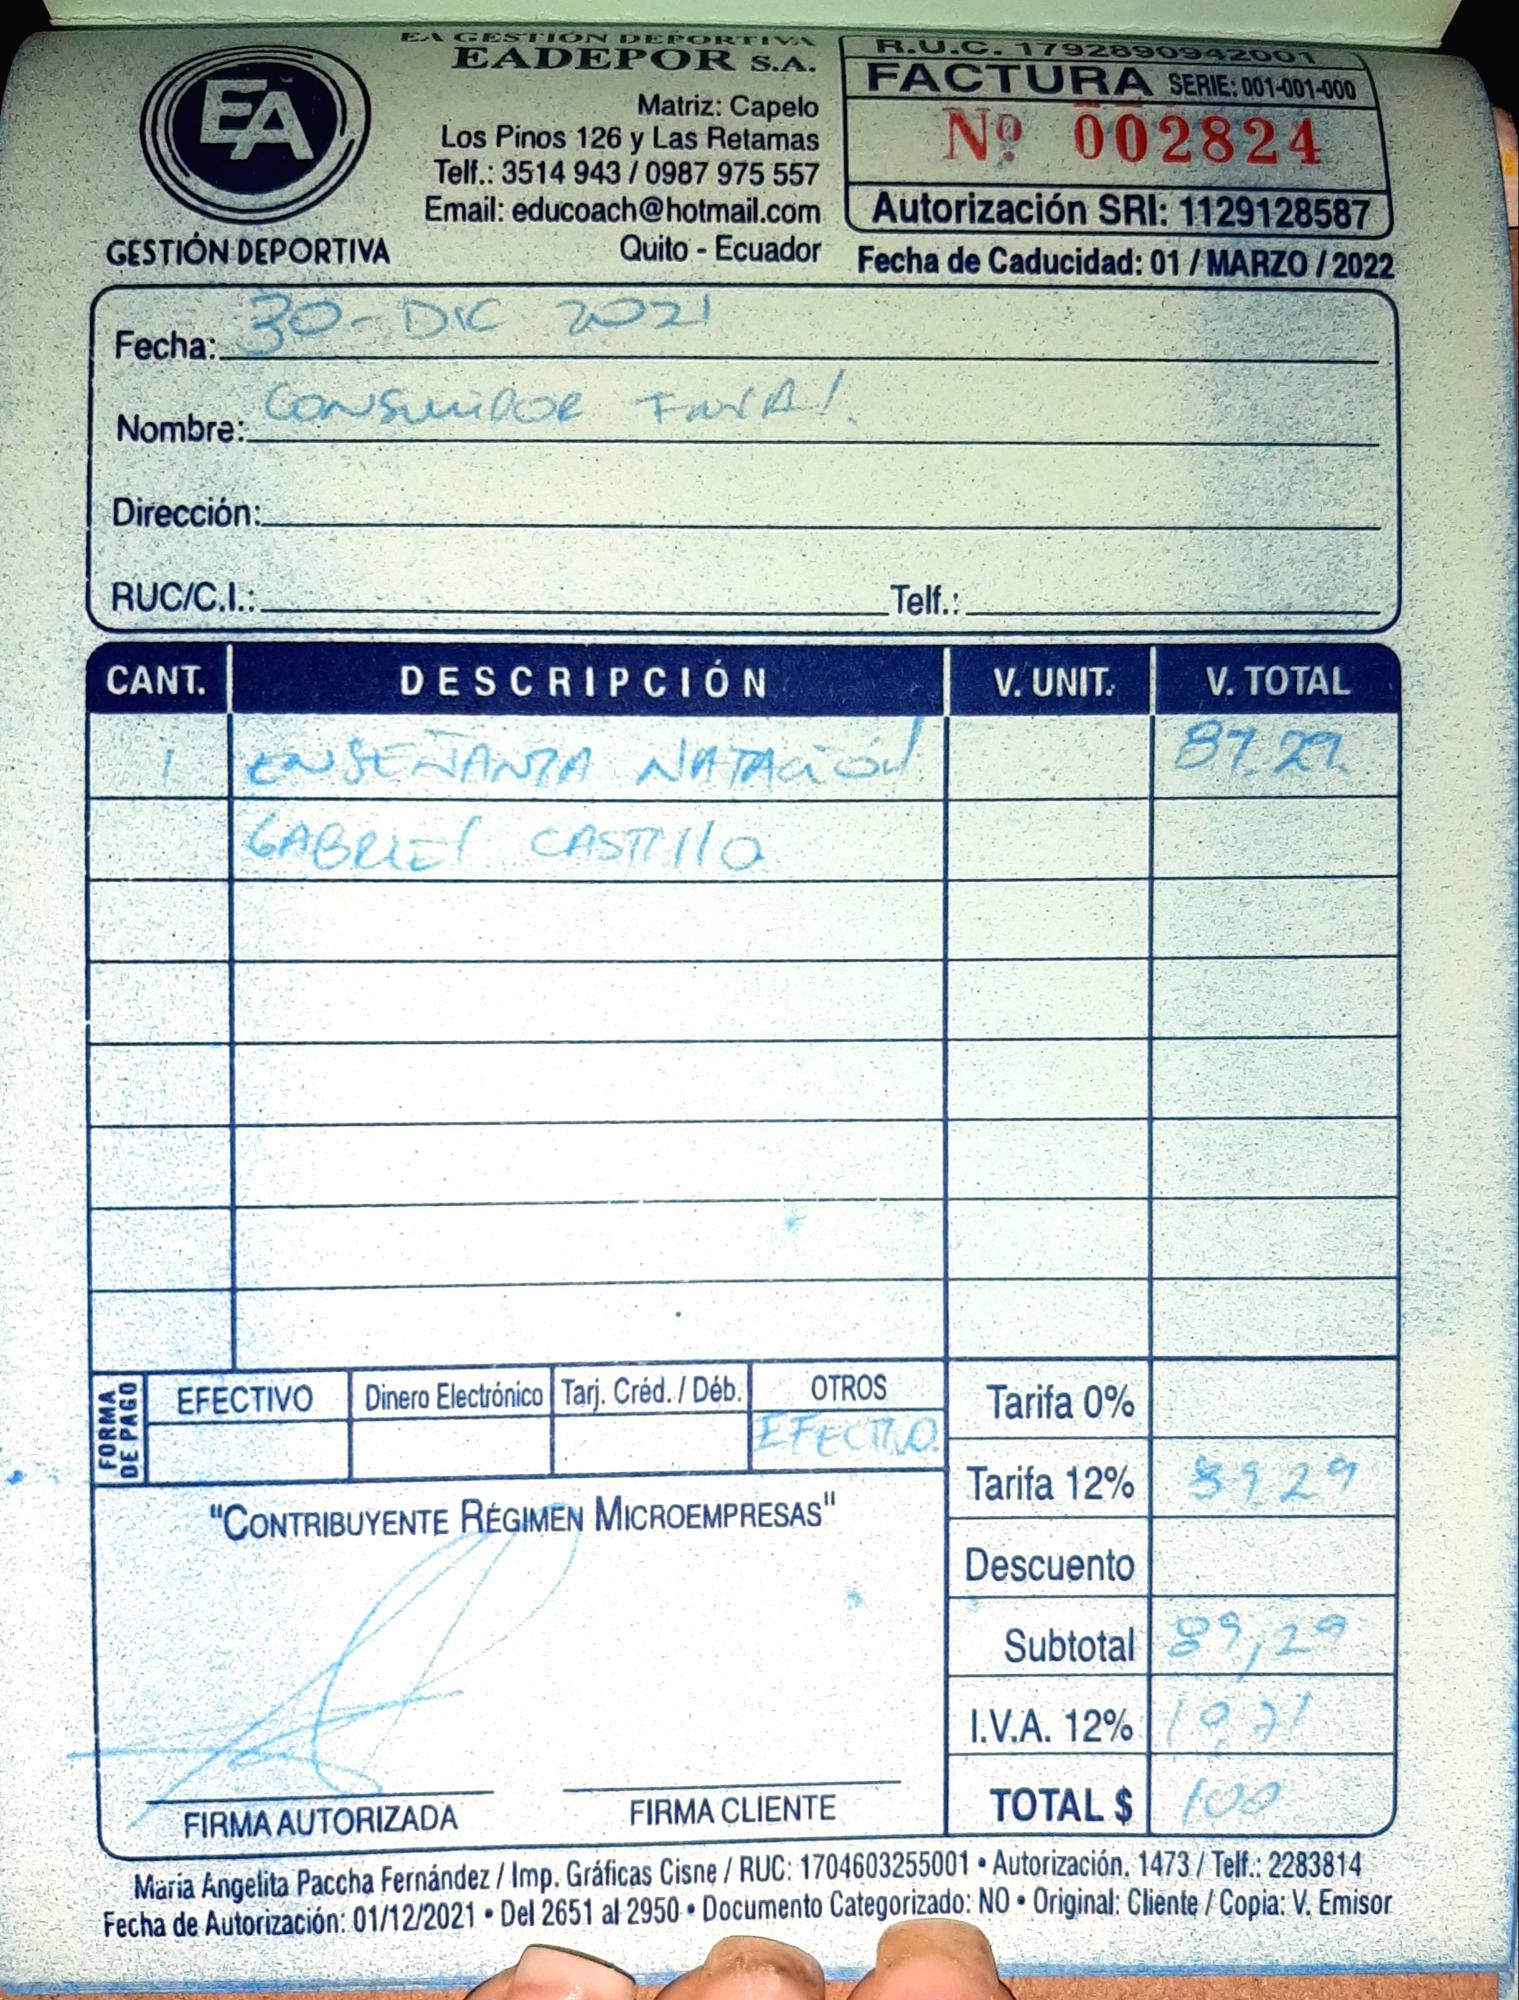 EA GESTIÓN DEPORTIVA
EADEPOR S.A.
EA
GESTIÓN DEPORTIVA
Matriz: Capelo
Los Pinos 126 y Las Retamas
Telf.: 3514 943 / 0987 975 557
Email: educoach@hotmail.com
Quito - Ecuador
R.U.C. 1792890942001
FACTURA SERIE: 001-001-000
Nº 002824
Autorización SRI: 1129128587
Fecha de Caducidad: 01 / MARZO / 2022
Fecha: 30-DIC 2021
Nombre: CONSUMIDOR FINAL.
Dirección:
RUC/C.I.: Telf.:
CANT. DESCRIPCIÓN V. UNIT. V. TOTAL
1 ENSEÑANZA NATACIÓN 87.29
GABRIEL CASTILLO
FORMA DE PAGO
EFECTIVO Dinero Electrónico Tarj. Créd. / Déb. OTROS
EFECTIVO.
Tarifa 0%
Tarifa 12% 89,29
Descuento
Subtotal 89,29
I.V.A. 12% 10,71
TOTAL $ 100
"CONTRIBUYENTE RÉGIMEN MICROEMPRESAS"
FIRMA AUTORIZADA FIRMA CLIENTE
María Angelita Paccha Fernández / Imp. Gráficas Cisne / RUC: 1704603255001 • Autorización. 1473 / Telf.: 2283814
Fecha de Autorización: 01/12/2021 • Del 2651 al 2950 • Documento Categorizado: NO • Original: Cliente / Copia: V. Emisor